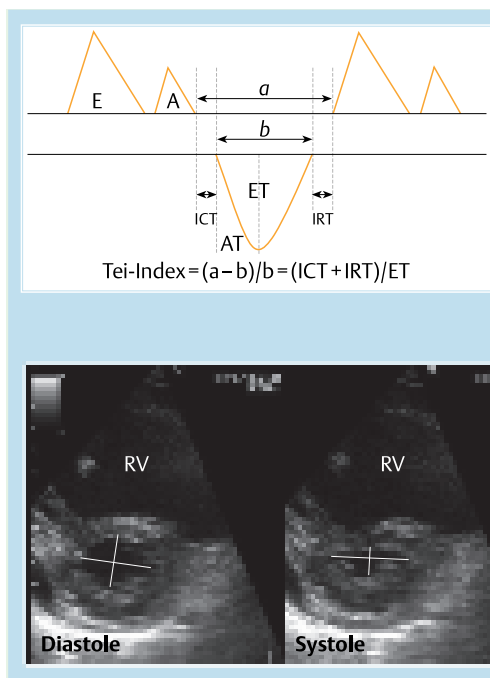 a
E
A
b
ET
ICT
IRT
AT
Tei-Index=(a–b)/b=(ICT+IRT)/ET
RV
RV
Diastole
Systole